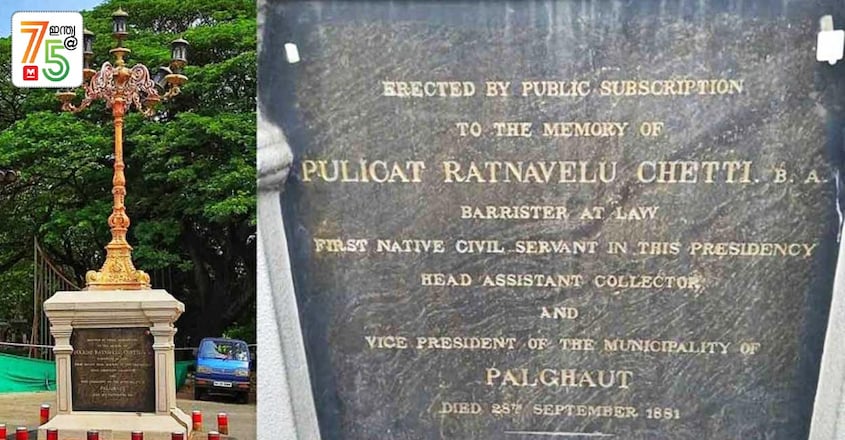 75
ഇന്ത്യ@
M
ERECTED BY PUBLIC SUBSCRIPTION
TO THE MEMORY OF
PULICAT RATNAVELU CHETTI. B. A.
BARRISTER AT LAW
FIRST NATIVE CIVIL SERVANT IN THIS PRESIDENCY
HEAD ASSISTANT COLLECTOR
AND
VICE PRESIDENT OF THE MUNICIPALITY OF
PALGHAUT
DIED 28TH SEPTEMBER 1881